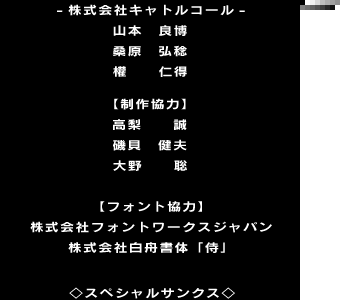 - 株式会社キャトルコール -
山本　良博
桑原　弘稔
權　　仁得
【制作協力】
高梨　　誠
磯貝　健夫
大野　　聡
【フォント協力】
株式会社フォントワークスジャパン
株式会社白舟書体「侍」
◇スペシャルサンクス◇